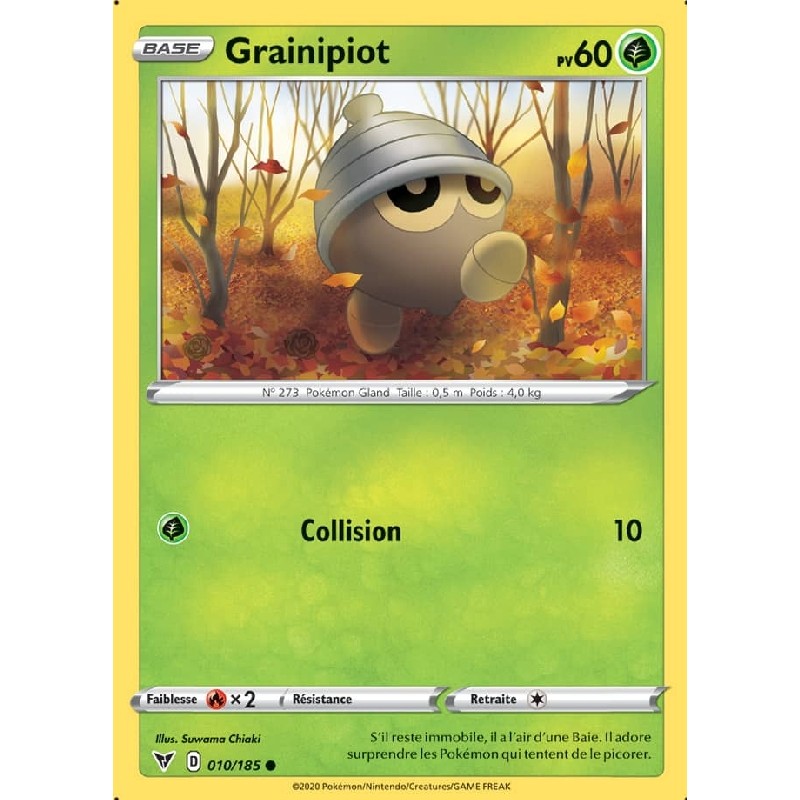 BASE Grainipiot PV60
N° 273 Pokémon Gland Taille : 0,5 m Poids : 4,0 kg
Collision 10
Faiblesse ×2 Résistance Retraite
Illus. Suwama Chiaki
S'il reste immobile, il a l'air d'une Baie. Il adore
surprendre les Pokémon qui tentent de le picorer.
D 010/185
©2020 Pokémon/Nintendo/Creatures/GAME FREAK